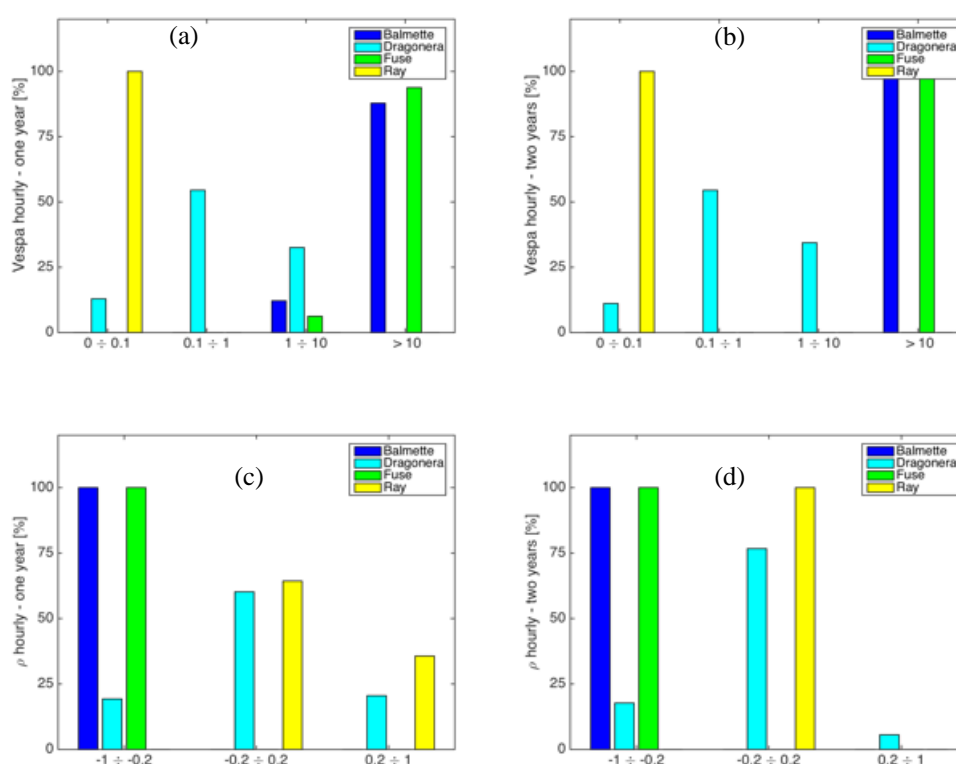 (a)
Balmette
Dragonera
Fuse
Ray
Vespa hourly - one year [%]
100
75
50
25
0
0 ÷ 0.1
0.1 ÷ 1
1 ÷ 10
> 10
(b)
Balmette
Dragonera
Fuse
Ray
Vespa hourly - two years [%]
100
75
50
25
0
0 ÷ 0.1
0.1 ÷ 1
1 ÷ 10
> 10
(c)
Balmette
Dragonera
Fuse
Ray
ρ hourly - one year [%]
100
75
50
25
0
-1 ÷ -0.2
-0.2 ÷ 0.2
0.2 ÷ 1
(d)
Balmette
Dragonera
Fuse
Ray
ρ hourly - two years [%]
100
75
50
25
0
-1 ÷ -0.2
-0.2 ÷ 0.2
0.2 ÷ 1